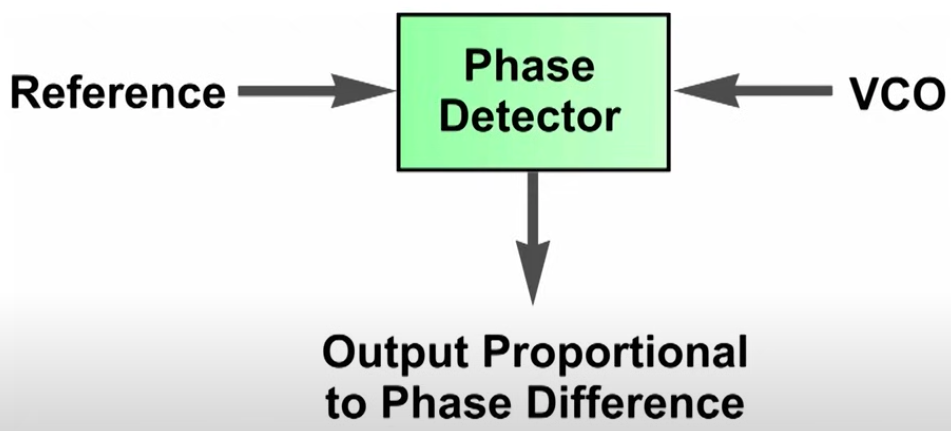 Phase
Detector
Reference
VCO
Output Proportional
to Phase Difference